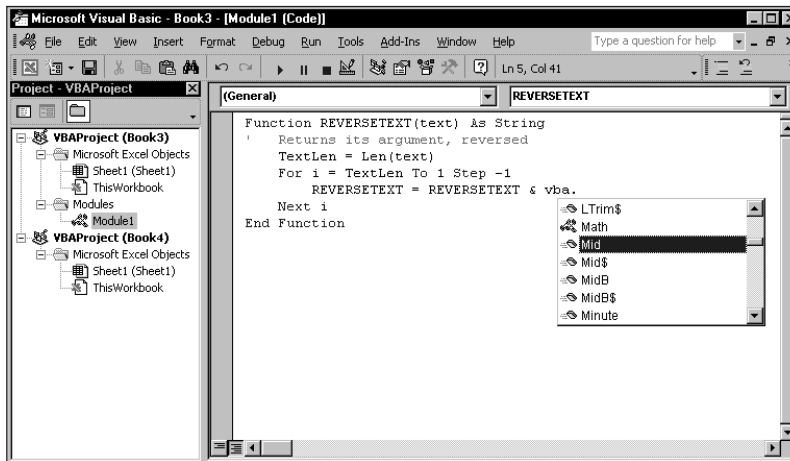 Microsoft Visual Basic - Book3 - [Module1 (Code)]
File Edit View Insert Format Debug Run Tools Add-Ins Window Help Type a question for help
Ln 5, Col 41
Project - VBAProject
VBAProject (Book3)
Microsoft Excel Objects
Sheet1 (Sheet1)
ThisWorkbook
Modules
Module1
VBAProject (Book4)
Microsoft Excel Objects
Sheet1 (Sheet1)
ThisWorkbook
(General) REVERSETEXT
Function REVERSETEXT(text) As String
' Returns its argument, reversed
TextLen = Len(text)
For i = TextLen To 1 Step -1
REVERSETEXT = REVERSETEXT & vba.
Next i
End Function
LTrim$
Math
Mid
Mid$
MidB
MidB$
Minute